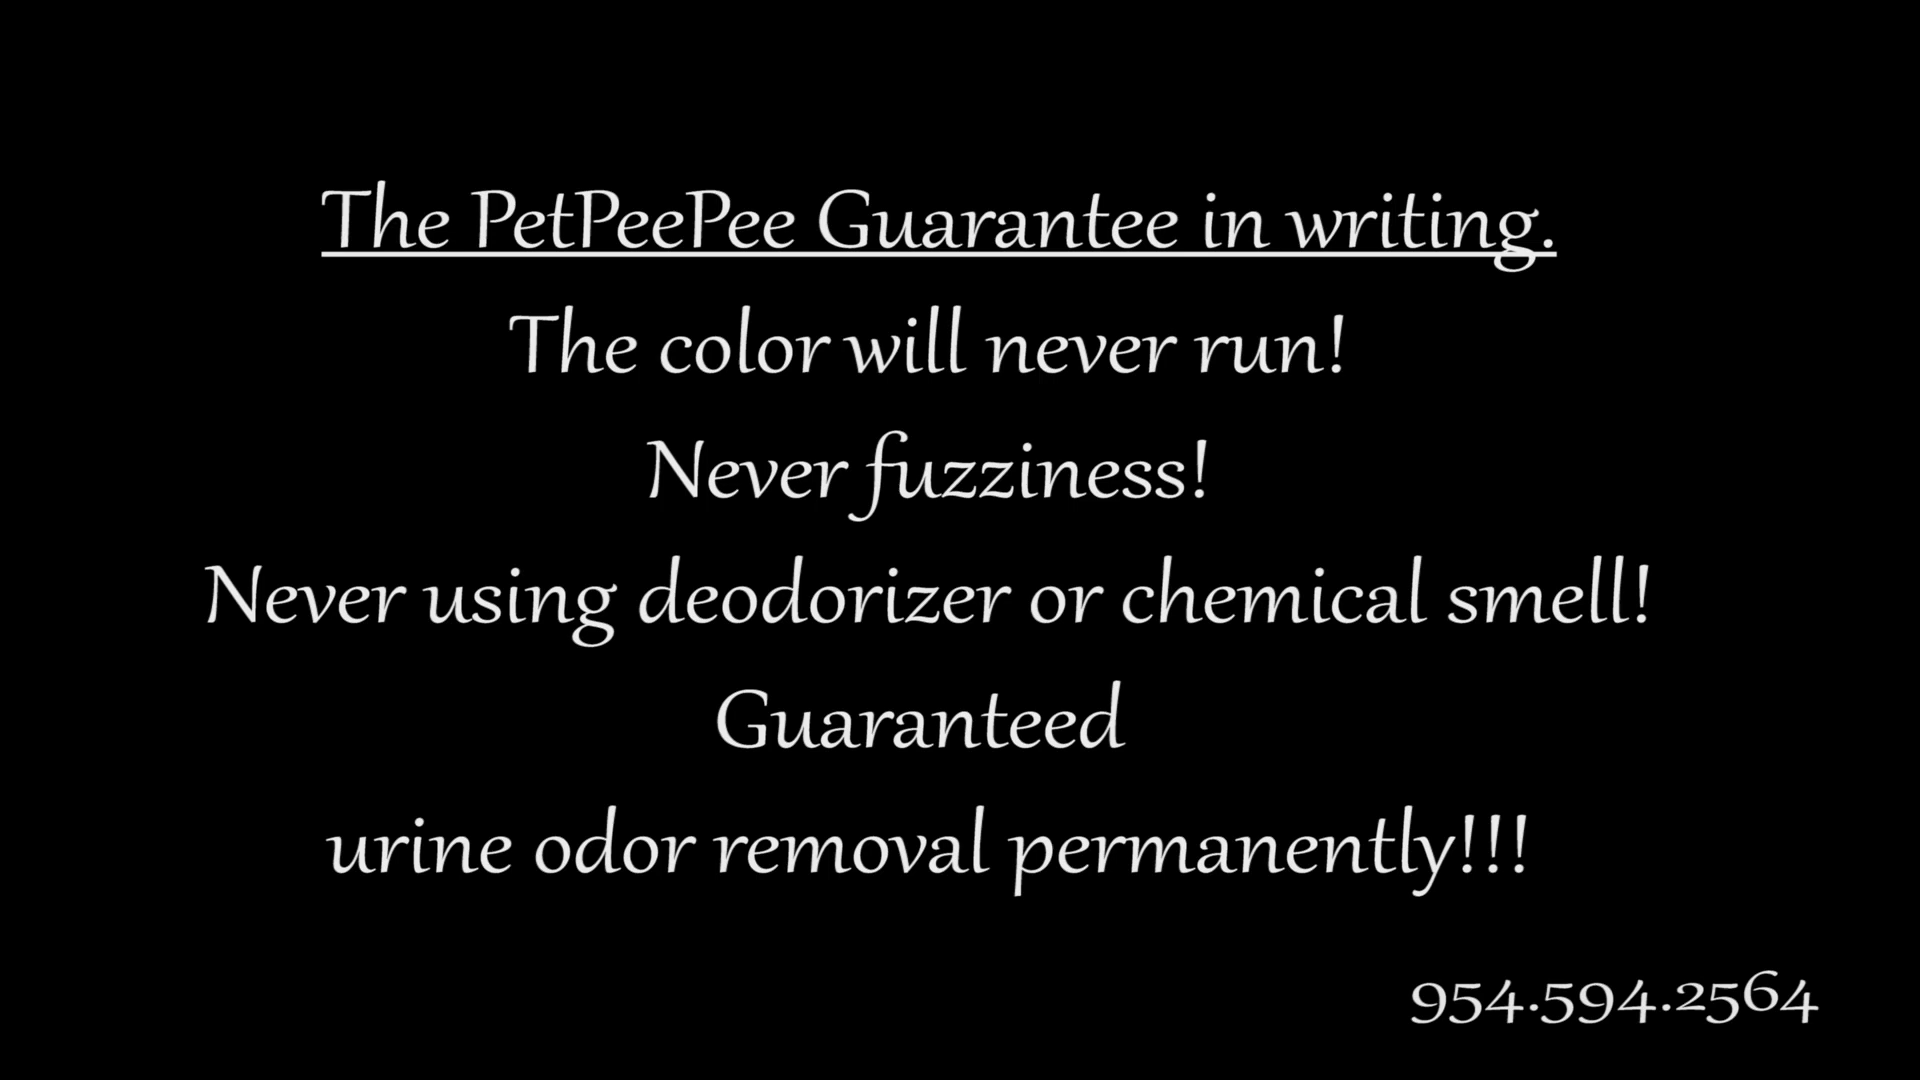 The PetPeePee Guarantee in writing.
The color will never run!
Never fuzziness!
Never using deodorizer or chemical smell!
Guaranteed
urine odor removal permanently!!!
954.594.2564